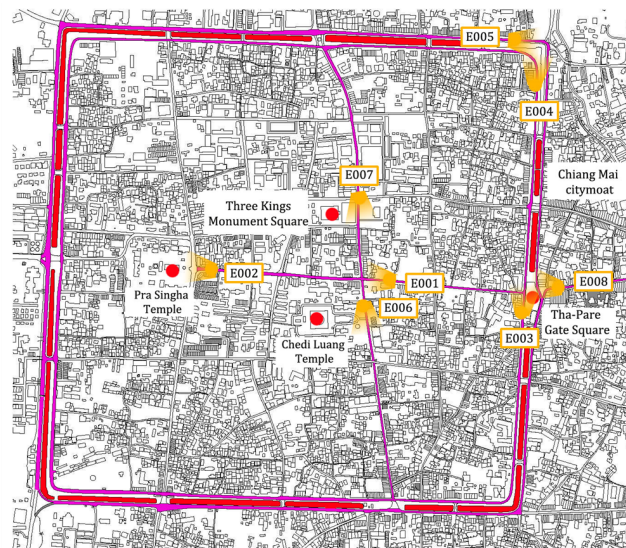 E005
E004
Chiang Mai
citymoat
E007
Three Kings
Monument Square
E002
E001
E008
Pra Singha
Temple
E006
E003
Tha-Pare
Gate Square
Chedi Luang
Temple